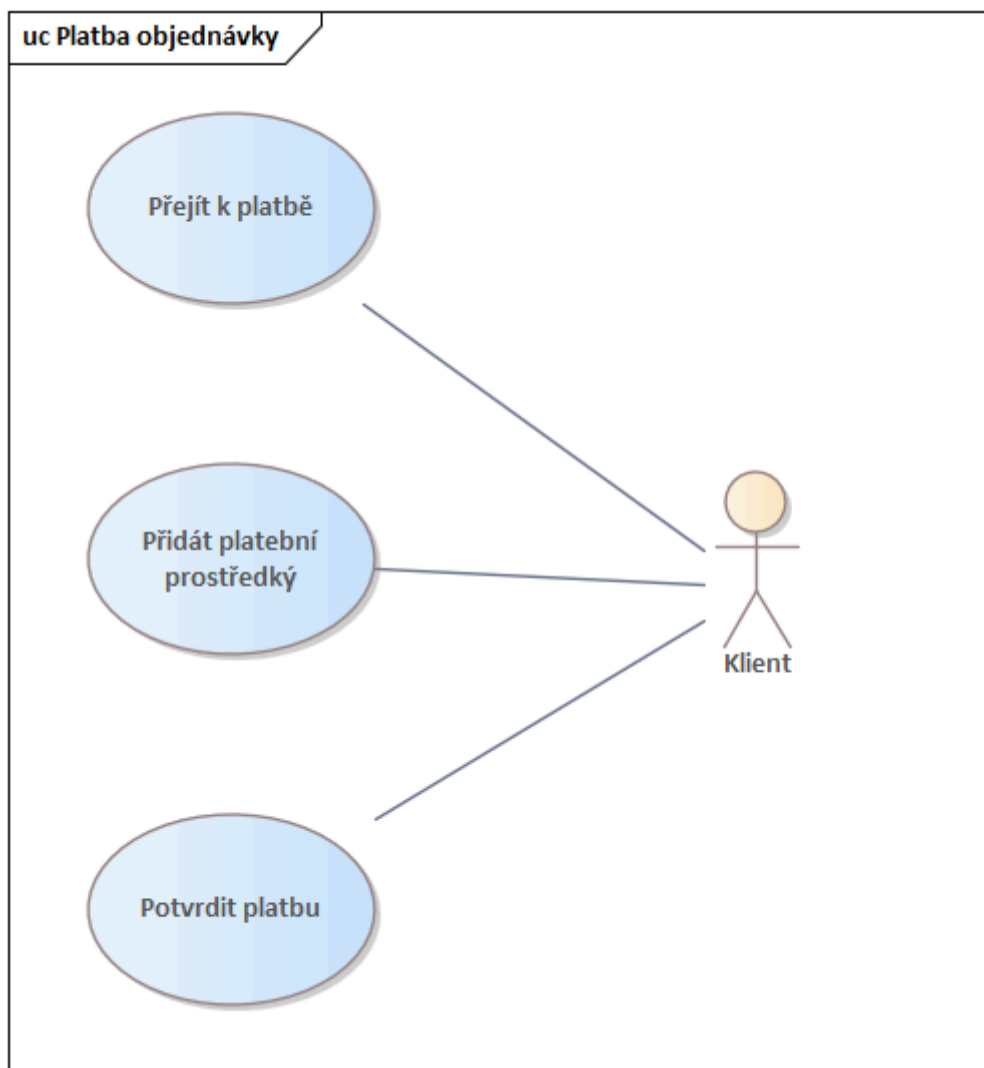 uc Platba objednávky
Přejít k platbě
Přidát platební
prostředký
Klient
Potvrdit platbu